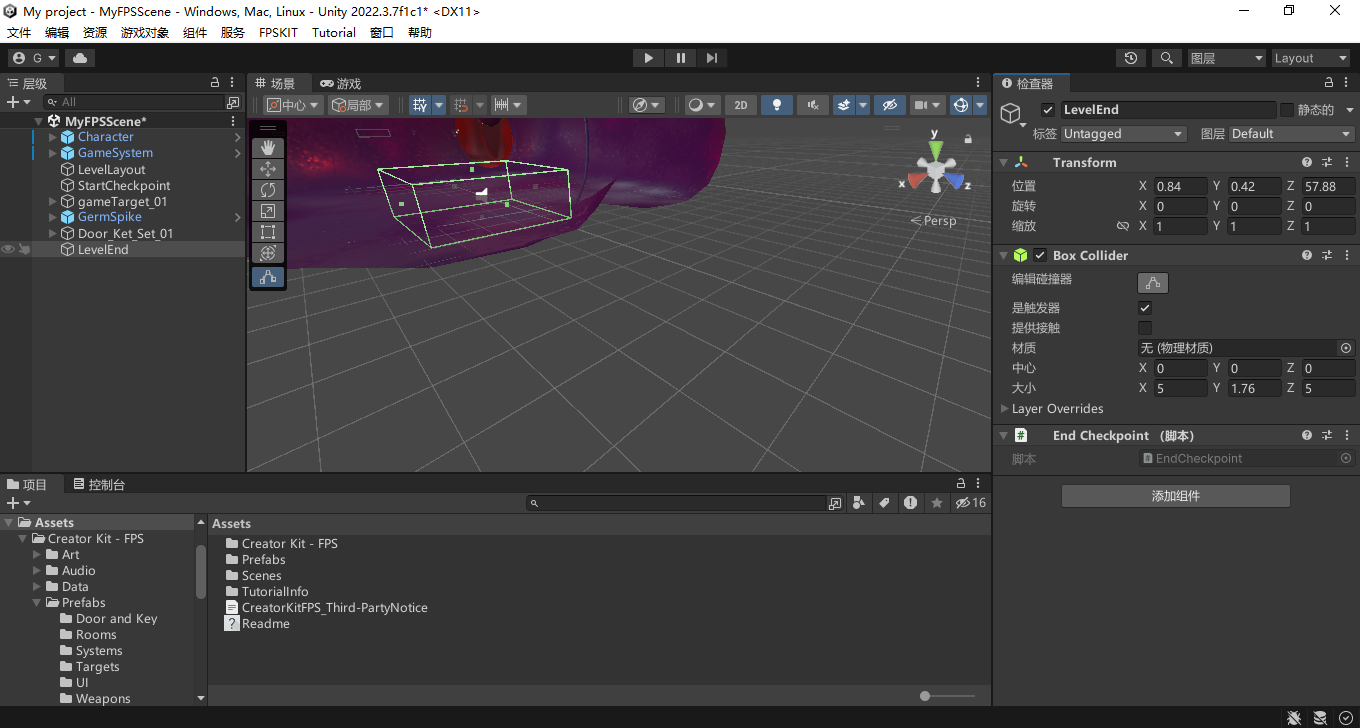 My project - MyFPSScene - Windows, Mac, Linux - Unity 2022.3.7f1c1* <DX11>
文件 编辑 资源 游戏对象 组件 服务 FPSKIT Tutorial 窗口 帮助
G 图层 Layout
层级
All
MyFPSScene*
Character
GameSystem
LevelLayout
StartCheckpoint
gameTarget_01
GermSpike
Door_Ket_Set_01
LevelEnd
场景 游戏
中心 局部 2D
y
x
z
Persp
检查器
LevelEnd 静态的
标签 Untagged 图层 Default
Transform
位置 X 0.84 Y 0.42 Z 57.88
旋转 X 0 Y 0 Z 0
缩放 X 1 Y 1 Z 1
Box Collider
编辑碰撞器
是触发器
提供接触
材质 无 (物理材质)
中心 X 0 Y 0 Z 0
大小 X 5 Y 1.76 Z 5
Layer Overrides
# End Checkpoint （脚本）
脚本 EndCheckpoint
添加组件
项目 控制台
16
Assets
Creator Kit - FPS
Art
Audio
Data
Prefabs
Door and Key
Rooms
Systems
Targets
UI
Weapons
Assets
Creator Kit - FPS
Prefabs
Scenes
TutorialInfo
CreatorKitFPS_Third-PartyNotice
Readme